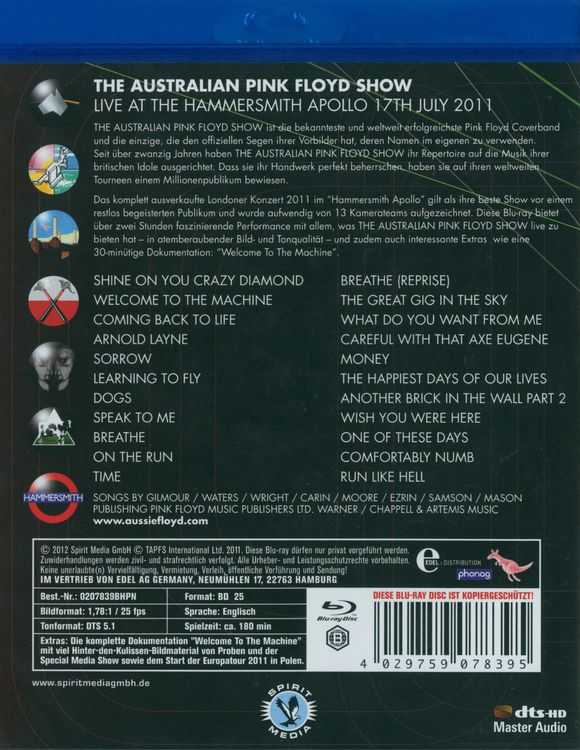 THE AUSTRALIAN PINK FLOYD SHOW
LIVE AT THE HAMMERSMITH APOLLO 17TH JULY 2011
THE AUSTRALIAN PINK FLOYD SHOW ist die bekannteste und weltweit erfolgreichste Pink Floyd Coverband
und die einzige, die den offiziellen Segen ihrer Vorbilder hat, deren Namen im eigenen zu verwenden.
Seit über zwanzig Jahren haben THE AUSTRALIAN PINK FLOYD SHOW ihr Repertoire auf die Musik ihrer
britischen Idole ausgerichtet. Dass sie ihr Handwerk perfekt beherrschen, haben sie auf ihren weltweiten
Tourneen einem Millionenpublikum bewiesen.
Das komplett ausverkaufte Londoner Konzert 2011 im "Hammersmith Apollo" gilt als ihre beste Show vor einem
restlos begeisterten Publikum und wurde aufwendig von 13 Kamerateams aufgezeichnet. Diese Blu-ray bietet
über zwei Stunden faszinierende Performance mit allem, was THE AUSTRALIAN PINK FLOYD SHOW live zu
bieten hat – in atemberaubender Bild- und Tonqualität – und zudem auch interessante Extras wie eine
30-minütige Dokumentation: "Welcome To The Machine".
SHINE ON YOU CRAZY DIAMOND
WELCOME TO THE MACHINE
COMING BACK TO LIFE
ARNOLD LAYNE
SORROW
LEARNING TO FLY
DOGS
SPEAK TO ME
BREATHE
ON THE RUN
TIME
BREATHE (REPRISE)
THE GREAT GIG IN THE SKY
WHAT DO YOU WANT FROM ME
CAREFUL WITH THAT AXE EUGENE
MONEY
THE HAPPIEST DAYS OF OUR LIVES
ANOTHER BRICK IN THE WALL PART 2
WISH YOU WERE HERE
ONE OF THESE DAYS
COMFORTABLY NUMB
RUN LIKE HELL
HAMMERSMITH
SONGS BY GILMOUR / WATERS / WRIGHT / CARIN / MOORE / EZRIN / SAMSON / MASON
PUBLISHING PINK FLOYD MUSIC PUBLISHERS LTD. WARNER / CHAPPELL & ARTEMIS MUSIC
www.aussiefloyd.com
℗ © 2012 Spirit Media GmbH © TAPFS International Ltd. 2011. Diese Blu-ray dürfen nur privat vorgeführt werden.
Zuwiderhandlungen werden zivil- und strafrechtlich verfolgt. Alle Urheber- und Leistungsschutzrechte vorbehalten.
Keine unerlaubte(n) Vervielfältigung, Vermietung, Verleih, öffentliche Vorführung und Sendung!
IM VERTRIEB VON EDEL AG GERMANY, NEUMÜHLEN 17, 22763 HAMBURG
edel: DISTRIBUTION
phonag
Best.-Nr.: 0207839BHPN
Format: BD 25
Bildformat: 1,78:1 / 25 fps
Sprache: Englisch
Tonformat: DTS 5.1
Spielzeit: ca. 180 min
Extras: Die komplette Dokumentation "Welcome To The Machine"
mit viel Hinter-den-Kulissen-Bildmaterial von Proben und der
Special Media Show sowie dem Start der Europatour 2011 in Polen.
Blu-ray Disc
B
DIESE BLU-RAY DISC IST KOPIERGESCHÜTZT!
4 029759 078395
www.spiritmediagmbh.de
SPIRIT
MEDIA
dts-HD
Master Audio